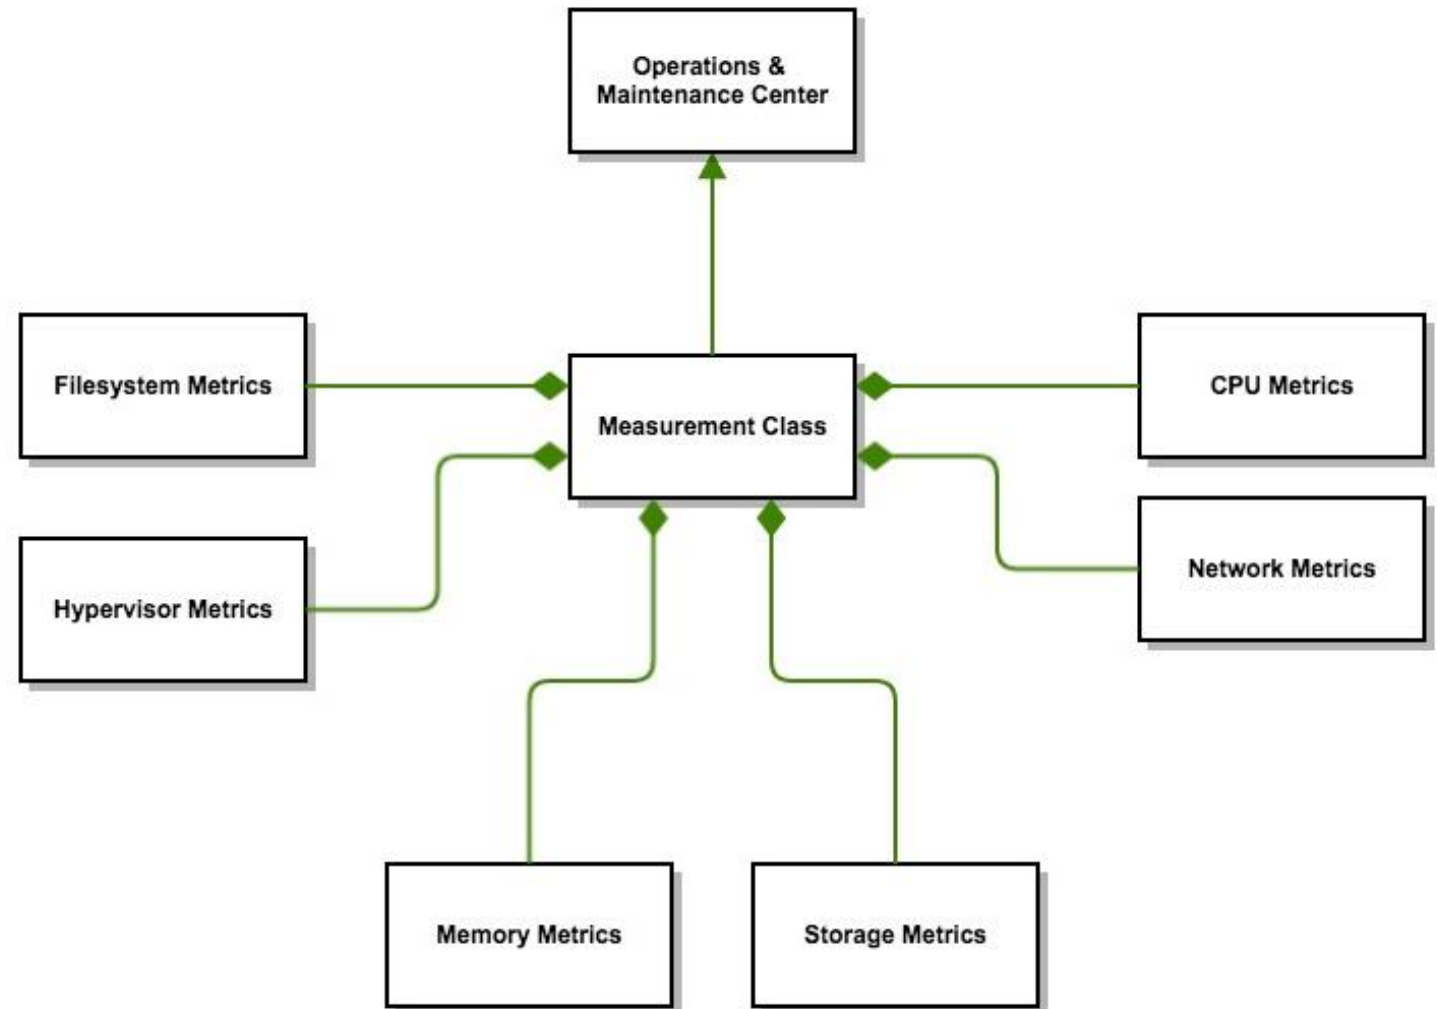 Operations &
Maintenance Center
Filesystem Metrics
CPU Metrics
Measurement Class
Network Metrics
Hypervisor Metrics
Memory Metrics
Storage Metrics